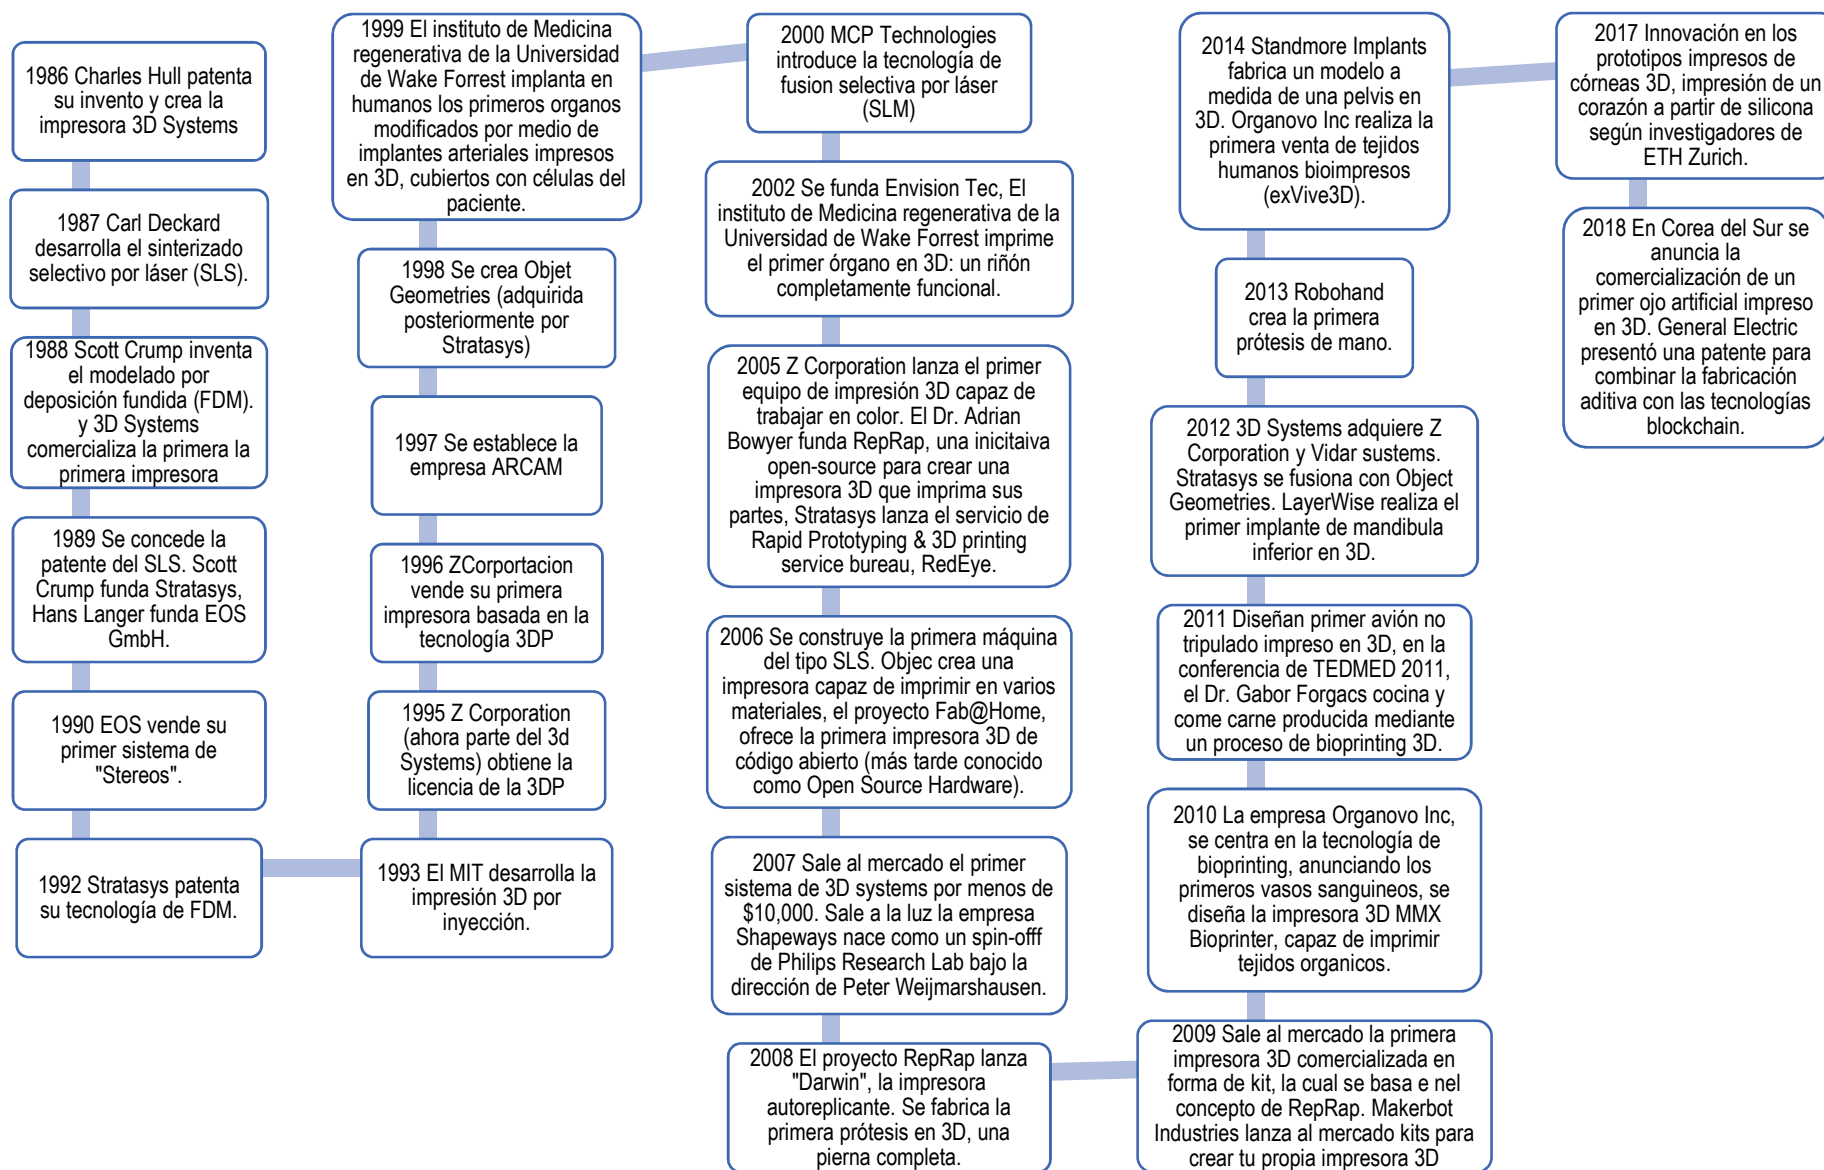 1986 Charles Hull patenta
su invento y crea la
impresora 3D Systems
1987 Carl Deckard
desarrolla el sinterizado
selectivo por láser (SLS).
1988 Scott Crump inventa
el modelado por
deposición fundida (FDM).
y 3D Systems
comercializa la primera la
primera impresora
1989 Se concede la
patente del SLS. Scott
Crump funda Stratasys,
Hans Langer funda EOS
GmbH.
1990 EOS vende su
primer sistema de
"Stereos".
1992 Stratasys patenta
su tecnología de FDM.
1993 El MIT desarrolla la
impresión 3D por
inyección.
1995 Z Corporation
(ahora parte del 3d
Systems) obtiene la
licencia de la 3DP
1996 ZCorportacion
vende su primera
impresora basada en la
tecnología 3DP
1997 Se establece la
empresa ARCAM
1998 Se crea Objet
Geometries (adquirida
posteriormente por
Stratasys)
1999 El instituto de Medicina
regenerativa de la Universidad
de Wake Forrest implanta en
humanos los primeros organos
modificados por medio de
implantes arteriales impresos
en 3D, cubiertos con células del
paciente.
2000 MCP Technologies
introduce la tecnología de
fusion selectiva por láser
(SLM)
2002 Se funda Envision Tec, El
instituto de Medicina regenerativa de la
Universidad de Wake Forrest imprime
el primer órgano en 3D: un riñón
completamente funcional.
2005 Z Corporation lanza el primer
equipo de impresión 3D capaz de
trabajar en color. El Dr. Adrian
Bowyer funda RepRap, una inicitaiva
open-source para crear una
impresora 3D que imprima sus
partes, Stratasys lanza el servicio de
Rapid Prototyping & 3D printing
service bureau, RedEye.
2006 Se construye la primera máquina
del tipo SLS. Objec crea una
impresora capaz de imprimir en varios
materiales, el proyecto Fab@Home,
ofrece la primera impresora 3D de
código abierto (más tarde conocido
como Open Source Hardware).
2007 Sale al mercado el primer
sistema de 3D systems por menos de
$10,000. Sale a la luz la empresa
Shapeways nace como un spin-offf
de Philips Research Lab bajo la
dirección de Peter Weijmarshausen.
2008 El proyecto RepRap lanza
"Darwin", la impresora
autoreplicante. Se fabrica la
primera prótesis en 3D, una
pierna completa.
2009 Sale al mercado la primera
impresora 3D comercializada en
forma de kit, la cual se basa e nel
concepto de RepRap. Makerbot
Industries lanza al mercado kits para
crear tu propia impresora 3D
2010 La empresa Organovo Inc,
se centra en la tecnología de
bioprinting, anunciando los
primeros vasos sanguineos, se
diseña la impresora 3D MMX
Bioprinter, capaz de imprimir
tejidos organicos.
2011 Diseñan primer avión no
tripulado impreso en 3D, en la
conferencia de TEDMED 2011,
el Dr. Gabor Forgacs cocina y
come carne producida mediante
un proceso de bioprinting 3D.
2012 3D Systems adquiere Z
Corporation y Vidar sustems.
Stratasys se fusiona con Object
Geometries. LayerWise realiza el
primer implante de mandibula
inferior en 3D.
2013 Robohand
crea la primera
prótesis de mano.
2014 Standmore Implants
fabrica un modelo a
medida de una pelvis en
3D. Organovo Inc realiza la
primera venta de tejidos
humanos bioimpresos
(exVive3D).
2017 Innovación en los
prototipos impresos de
córneas 3D, impresión de un
corazón a partir de silicona
según investigadores de
ETH Zurich.
2018 En Corea del Sur se
anuncia la
comercialización de un
primer ojo artificial impreso
en 3D. General Electric
presentó una patente para
combinar la fabricación
aditiva con las tecnologías
blockchain.